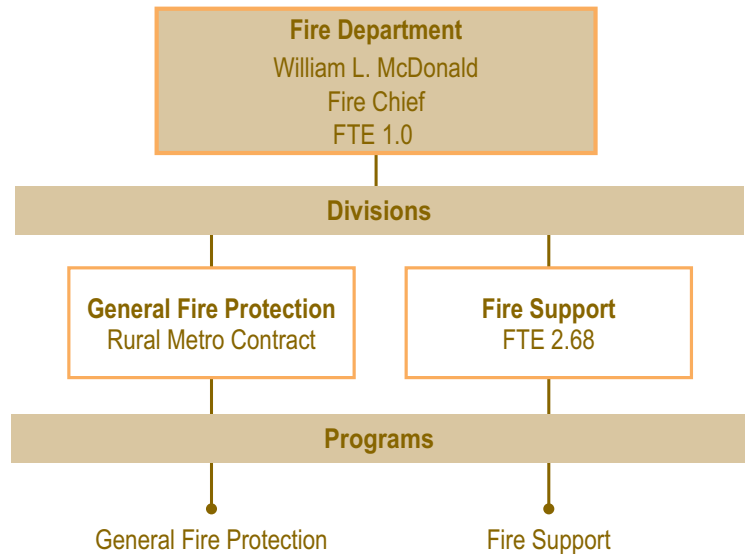 Fire Department
William L. McDonald
Fire Chief
FTE 1.0
Divisions
General Fire Protection
Rural Metro Contract
Fire Support
FTE 2.68
Programs
General Fire Protection
Fire Support